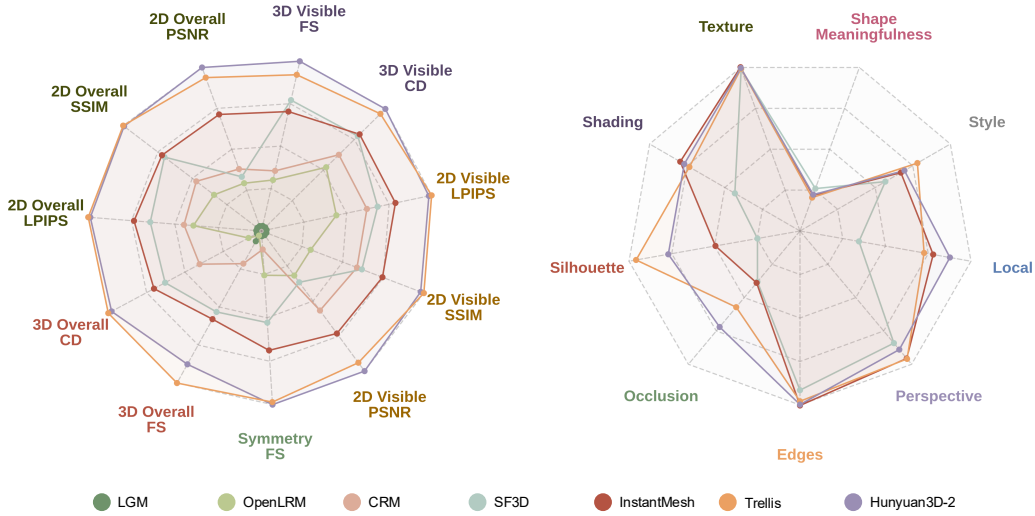 2D Overall
PSNR
3D Visible
FS
3D Visible
CD
2D Overall
SSIM
2D Visible
LPIPS
2D Overall
LPIPS
2D Visible
SSIM
3D Overall
CD
2D Visible
PSNR
3D Overall
FS
Symmetry
FS
Texture
Shape
Meaningfulness
Shading
Style
Silhouette
Local
Occlusion
Perspective
Edges
LGM
OpenLRM
CRM
SF3D
InstantMesh
Trellis
Hunyuan3D-2